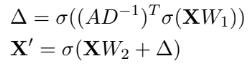 Δ = σ((AD⁻¹)ᵀσ(XW₁))
X′ = σ(XW₂ + Δ)